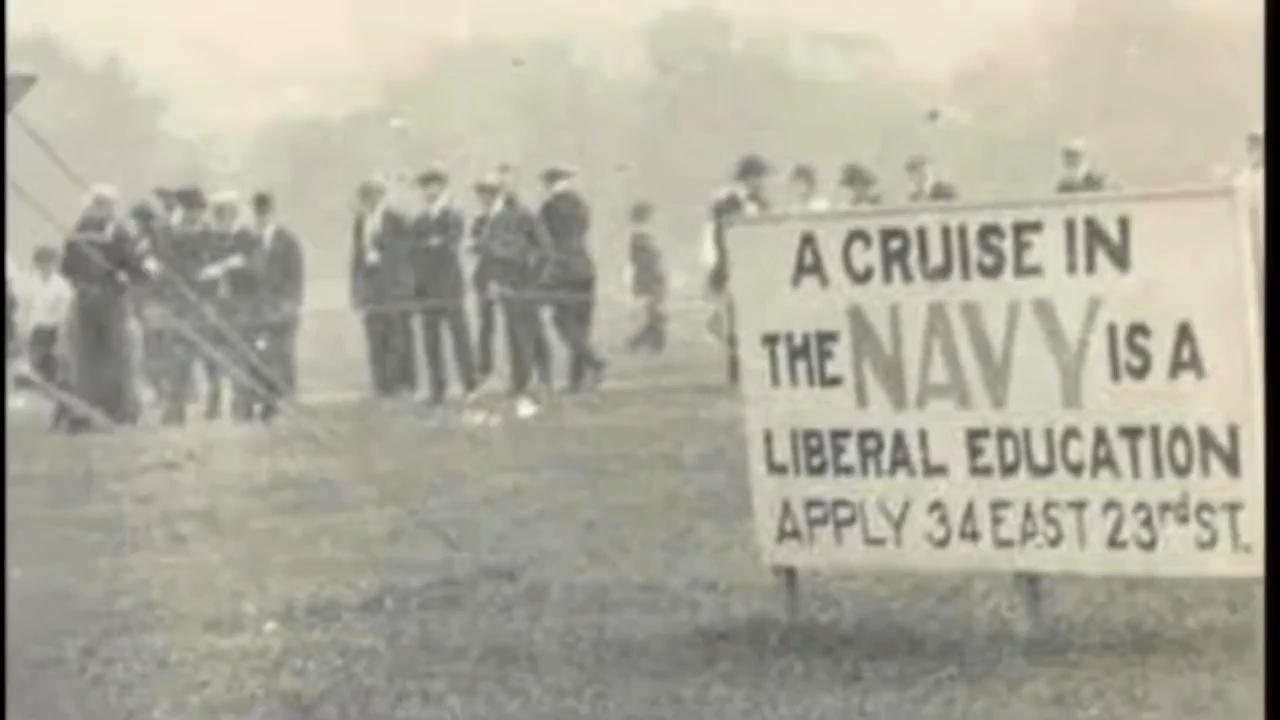 A CRUISE IN
THE NAVY IS A
LIBERAL EDUCATION
APPLY 34 EAST 23rd ST.